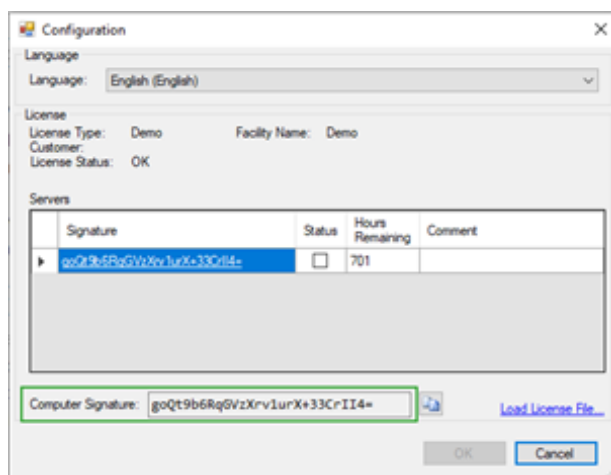 Configuration
Language
Language: English (English)
License
License Type: Demo Facility Name: Demo
Customer:
License Status: OK
Servers
Signature Status Hours Remaining Comment
goQt9b6RqGVzXrv1urX+33CrII4= 701
Computer Signature: goQt9b6RqGVzXrv1urX+33CrII4=
Load License File...
OK Cancel